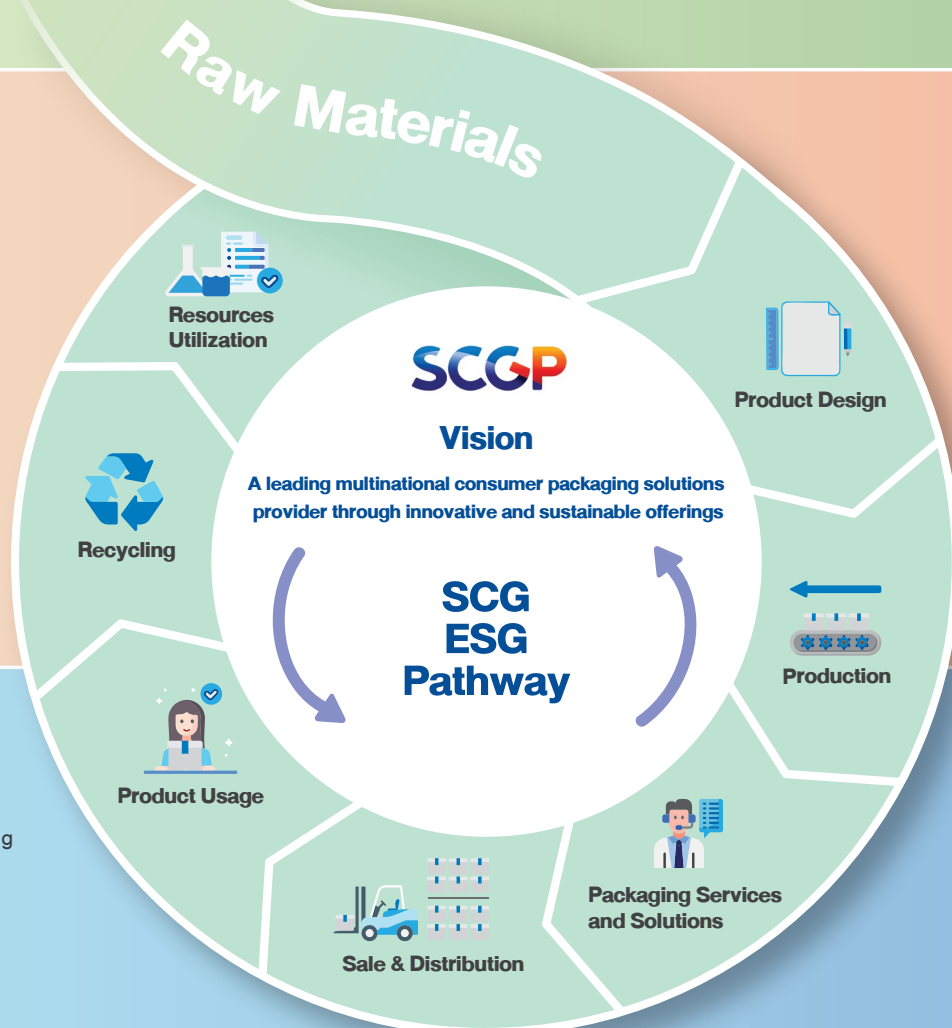 Raw Materials
Resources
Utilization
Product Design
SCGP
Vision
A leading multinational consumer packaging solutions
provider through innovative and sustainable offerings
Recycling
SCG
ESG
Pathway
Production
Product Usage
g
Packaging Services
and Solutions
Sale & Distribution